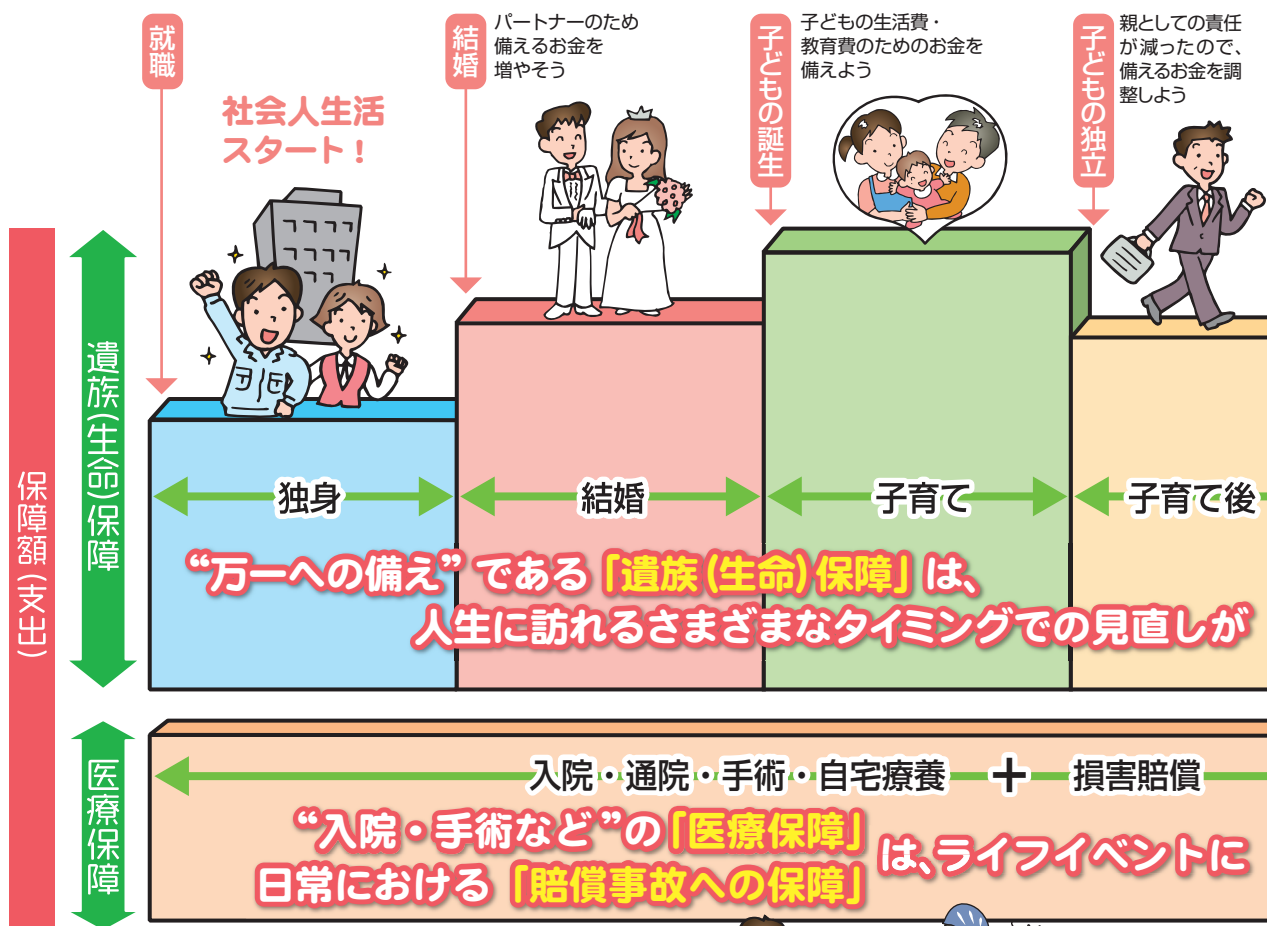 就職
社会人生活
スタート！
結婚
パートナーのため
備えるお金を
増やそう
子どもの誕生
子どもの生活費・
教育費のためのお金を
備えよう
子どもの独立
親としての責任
が減ったので、
備えるお金を調
整しよう
保障額(支出)
遺族(生命)保障
独身
結婚
子育て
子育て後
“万一への備え”である「遺族(生命)保障」は、
人生に訪れるさまざまなタイミングでの見直しが
医療保障
入院・通院・手術・自宅療養 + 損害賠償
“入院・手術など”の「医療保障」
日常における「賠償事故への保障」
は、ライフイベントに